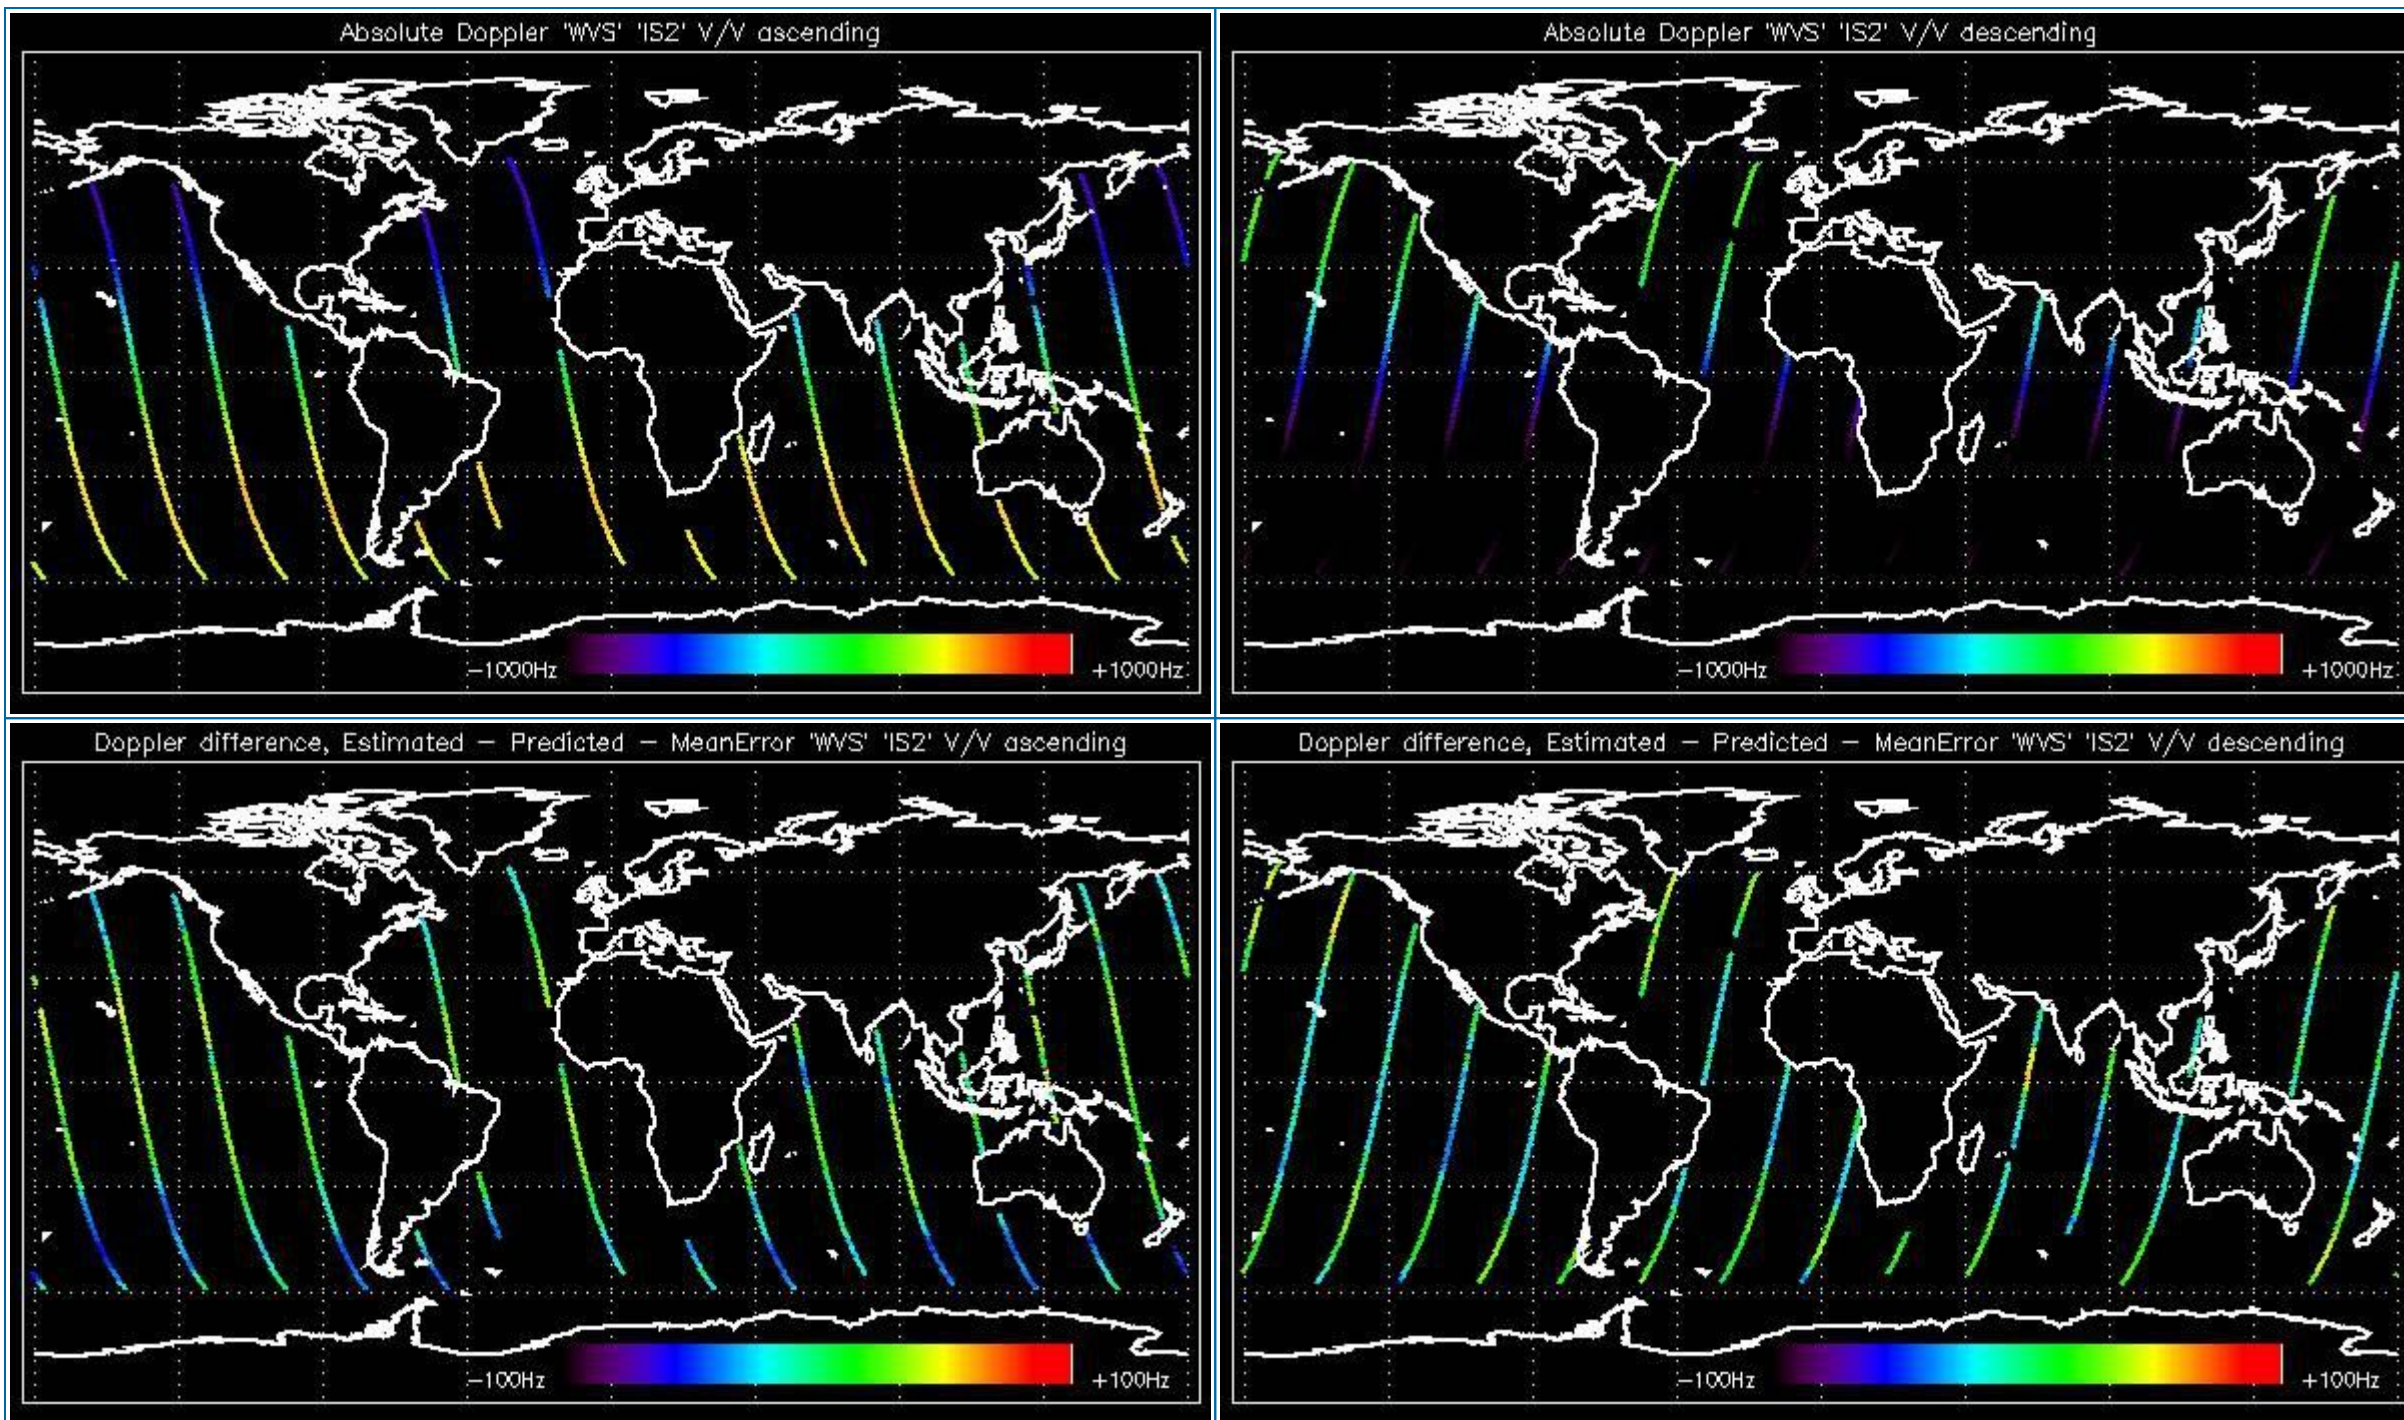 Absolute Doppler 'WVS' 'IS2' V/V ascending
-1000Hz
+1000Hz
Absolute Doppler 'WVS' 'IS2' V/V descending
-1000Hz
+1000Hz
Doppler difference, Estimated - Predicted - MeanError 'WVS' 'IS2' V/V ascending
-100Hz
+100Hz
Doppler difference, Estimated - Predicted - MeanError 'WVS' 'IS2' V/V descending
-100Hz
+100Hz